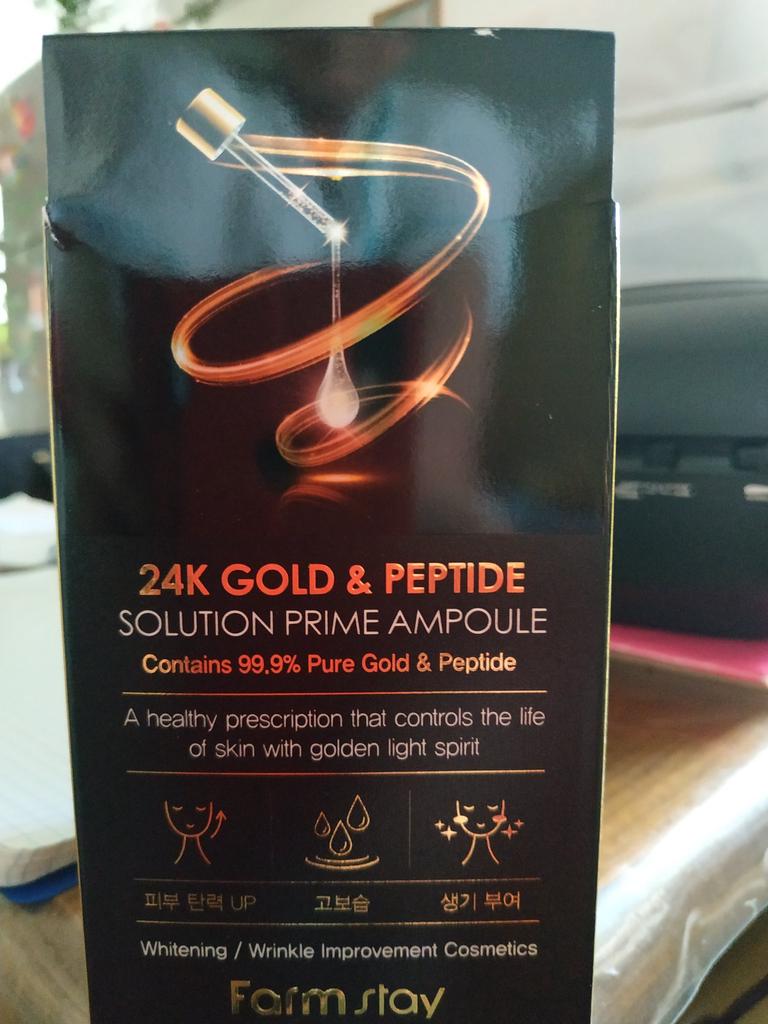 24K GOLD & PEPTIDE
SOLUTION PRIME AMPOULE
Contains 99.9% Pure Gold & Peptide
A healthy prescription that controls the life
of skin with golden light spirit
피부 탄력 UP
고보습
생기 부여
Whitening / Wrinkle Improvement Cosmetics
Farm stay